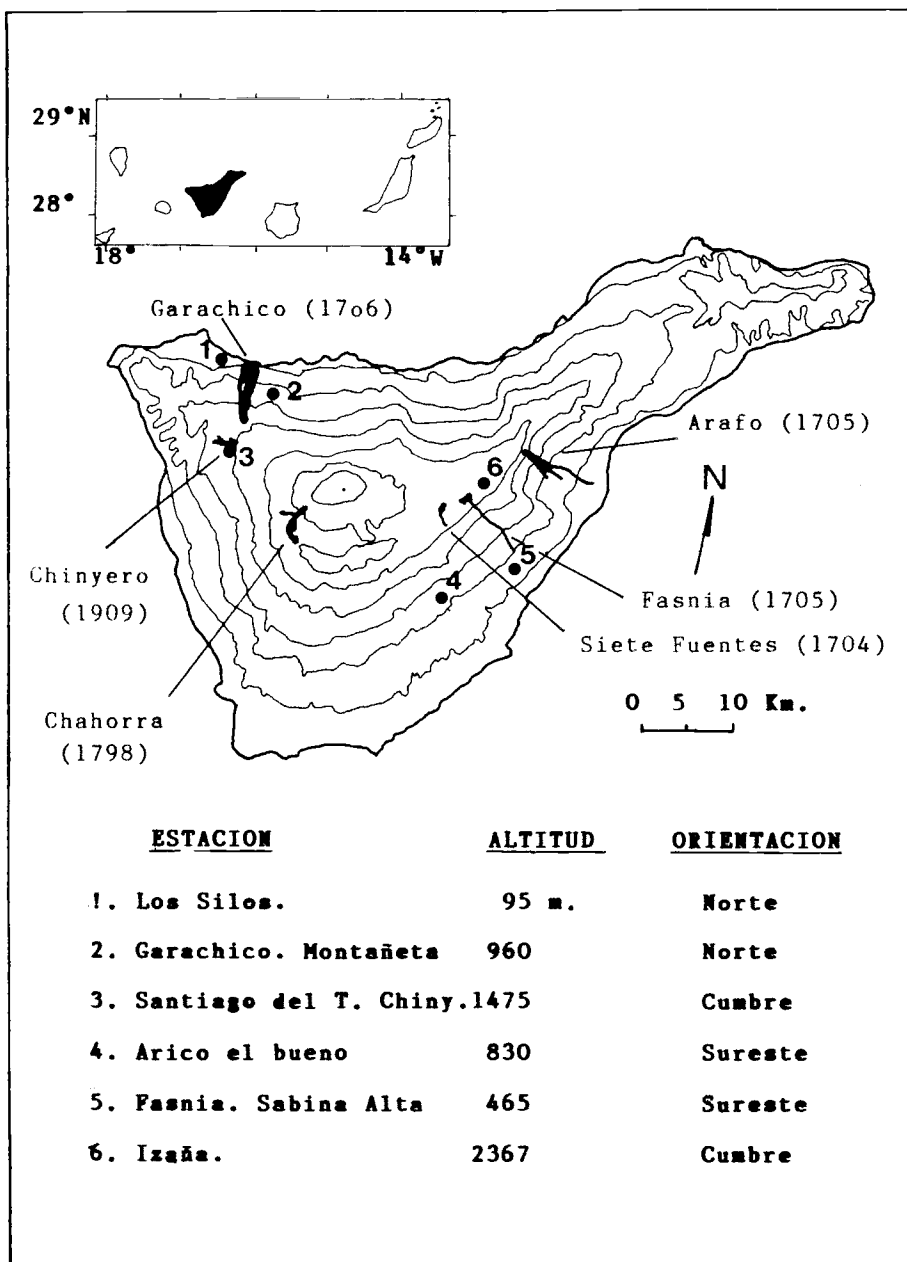 29°N
28°
18°
14°W
Garachico (17o6)
1
2
3
6
Arafo (1705)
N
Chinyero
(1909)
4
5
Fasnia (1705)
Siete Fuentes (1704)
Chahorra
(1798)
0 5 10 Km.
ESTACION ALTITUD ORIENTACION
1. Los Silos. 95 m. Norte
2. Garachico. Montañeta 960 Norte
3. Santiago del T. Chiny.1475 Cumbre
4. Arico el bueno 830 Sureste
5. Fasnia. Sabina Alta 465 Sureste
6. Izaña. 2367 Cumbre